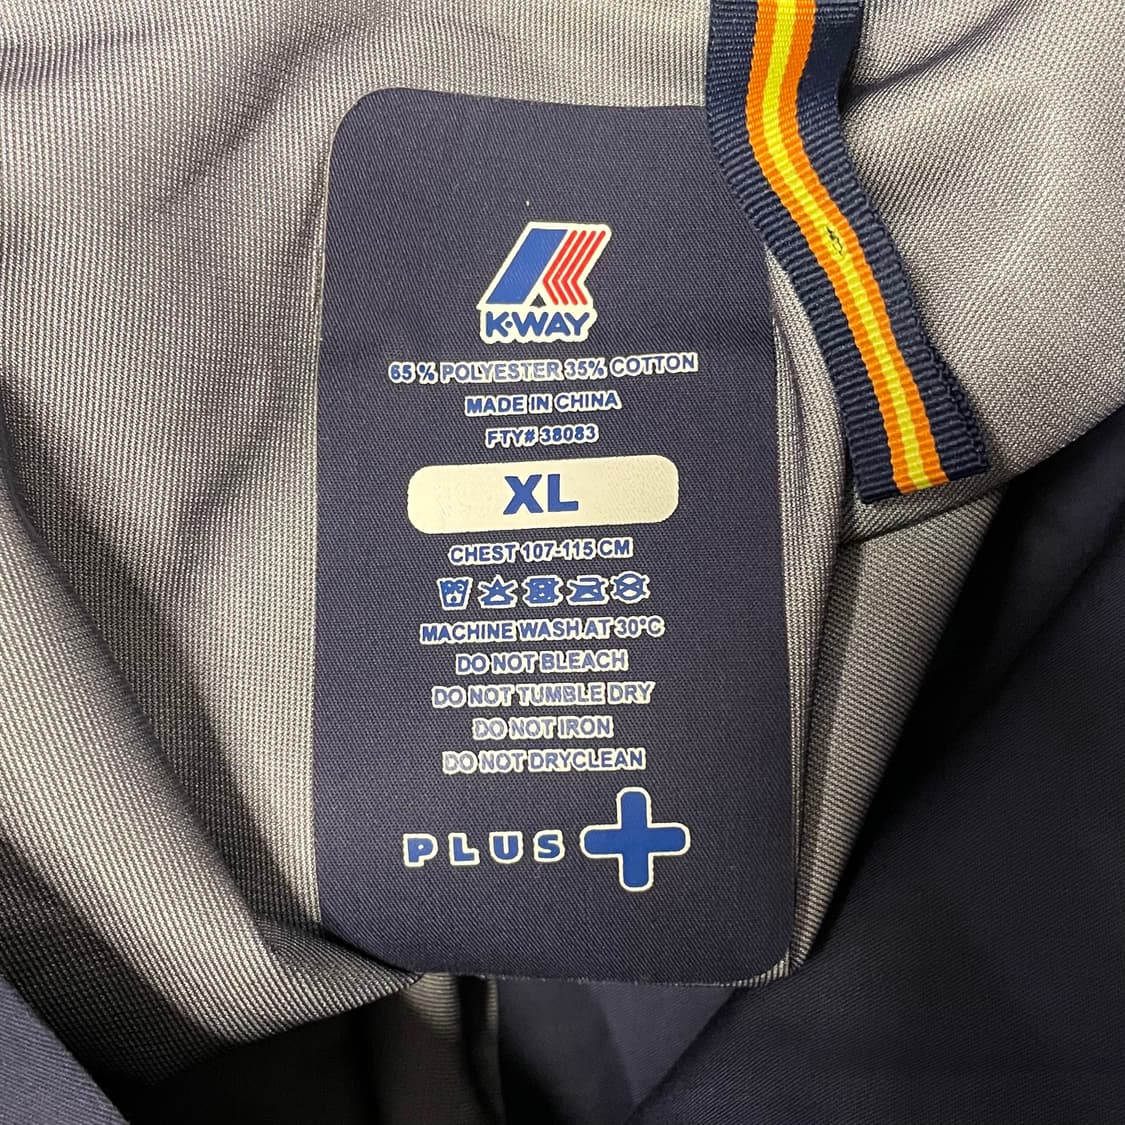 K·WAY
65 % POLYESTER 35% COTTON
MADE IN CHINA
FTY# 38083
XL
CHEST 107-115 CM
MACHINE WASH AT 30°C
DO NOT BLEACH
DO NOT TUMBLE DRY
DO NOT IRON
DO NOT DRYCLEAN
PLUS+